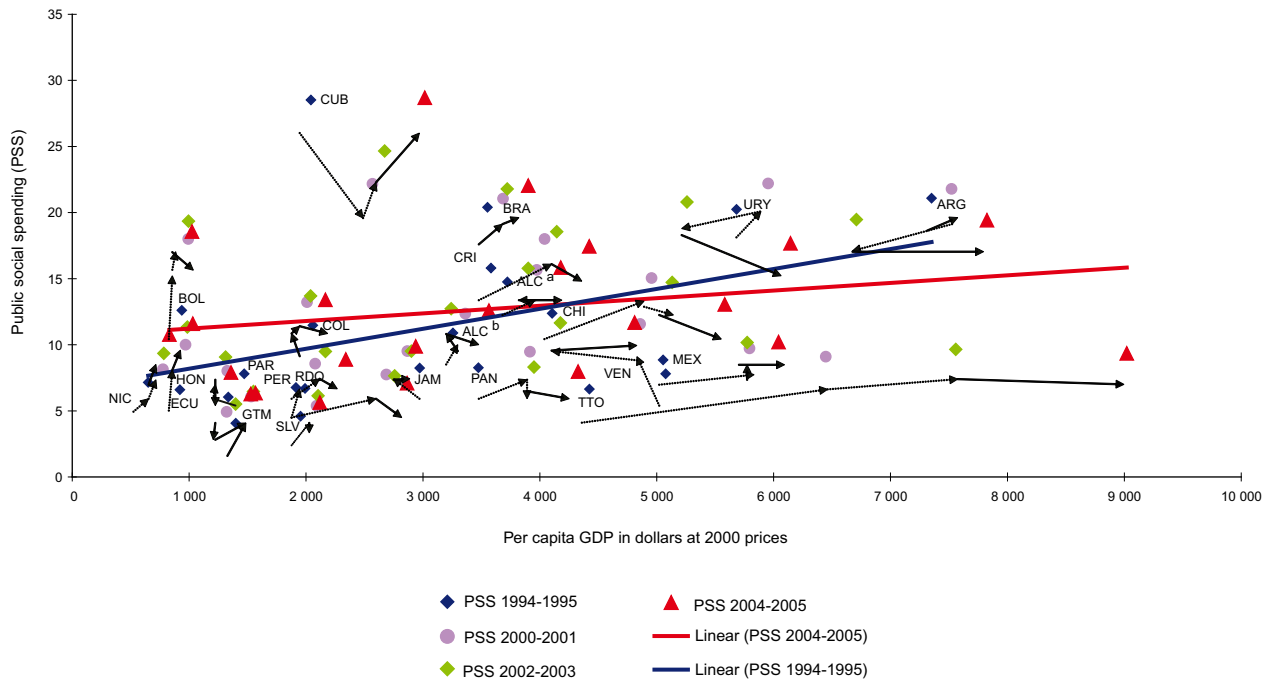 35
30
25
20
15
10
5
0
Public social spending (PSS)
CUB
BRA
URY
ARG
CRI
ALC a
BOL
CHI
COL
ALC b
PAR
MEX
HON
PER
RDO
JAM
PAN
VEN
NIC
ECU
TTO
GTM
SLV
0 1 000 2 000 3 000 4 000 5 000 6 000 7 000 8 000 9 000 10 000
Per capita GDP in dollars at 2000 prices
PSS 1994-1995
PSS 2004-2005
PSS 2000-2001
Linear (PSS 2004-2005)
PSS 2002-2003
Linear (PSS 1994-1995)